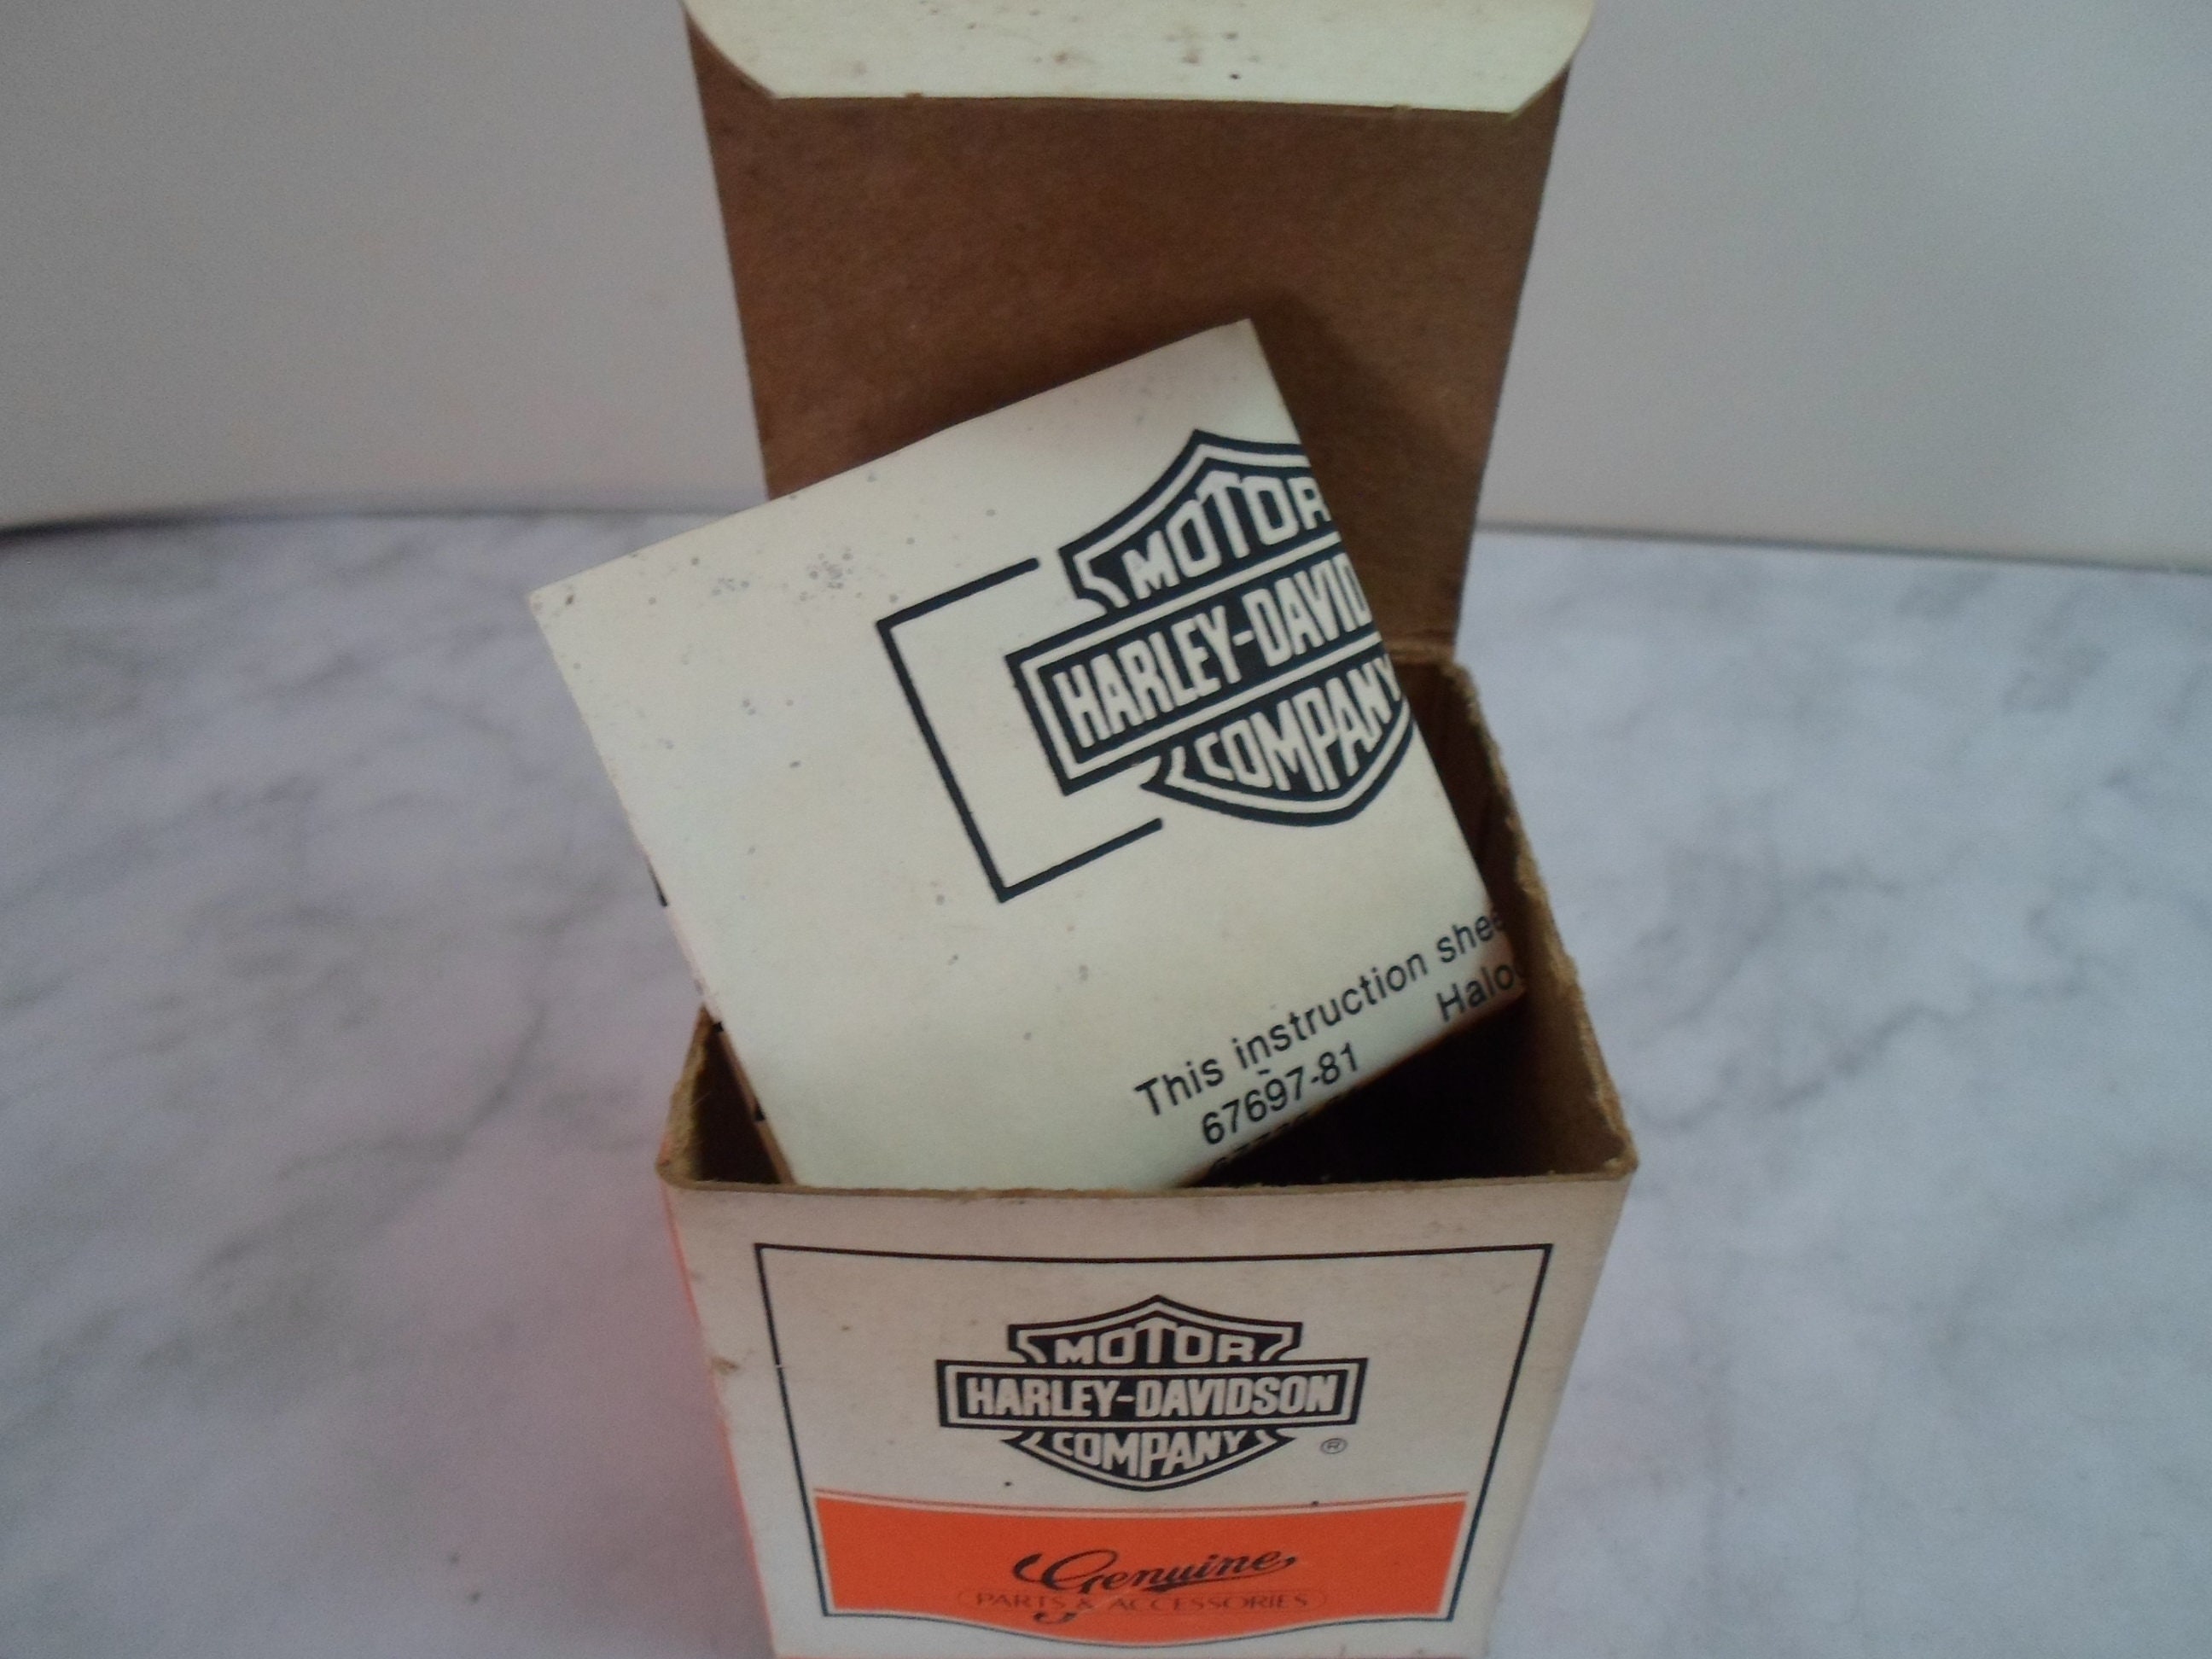 MOTOR
HARLEY-DAVID
COMPANY
This instruction shee
Halo
67697-81
MOTOR
HARLEY-DAVIDSON
COMPANY
®
Genuine
PARTS & ACCESSORIES